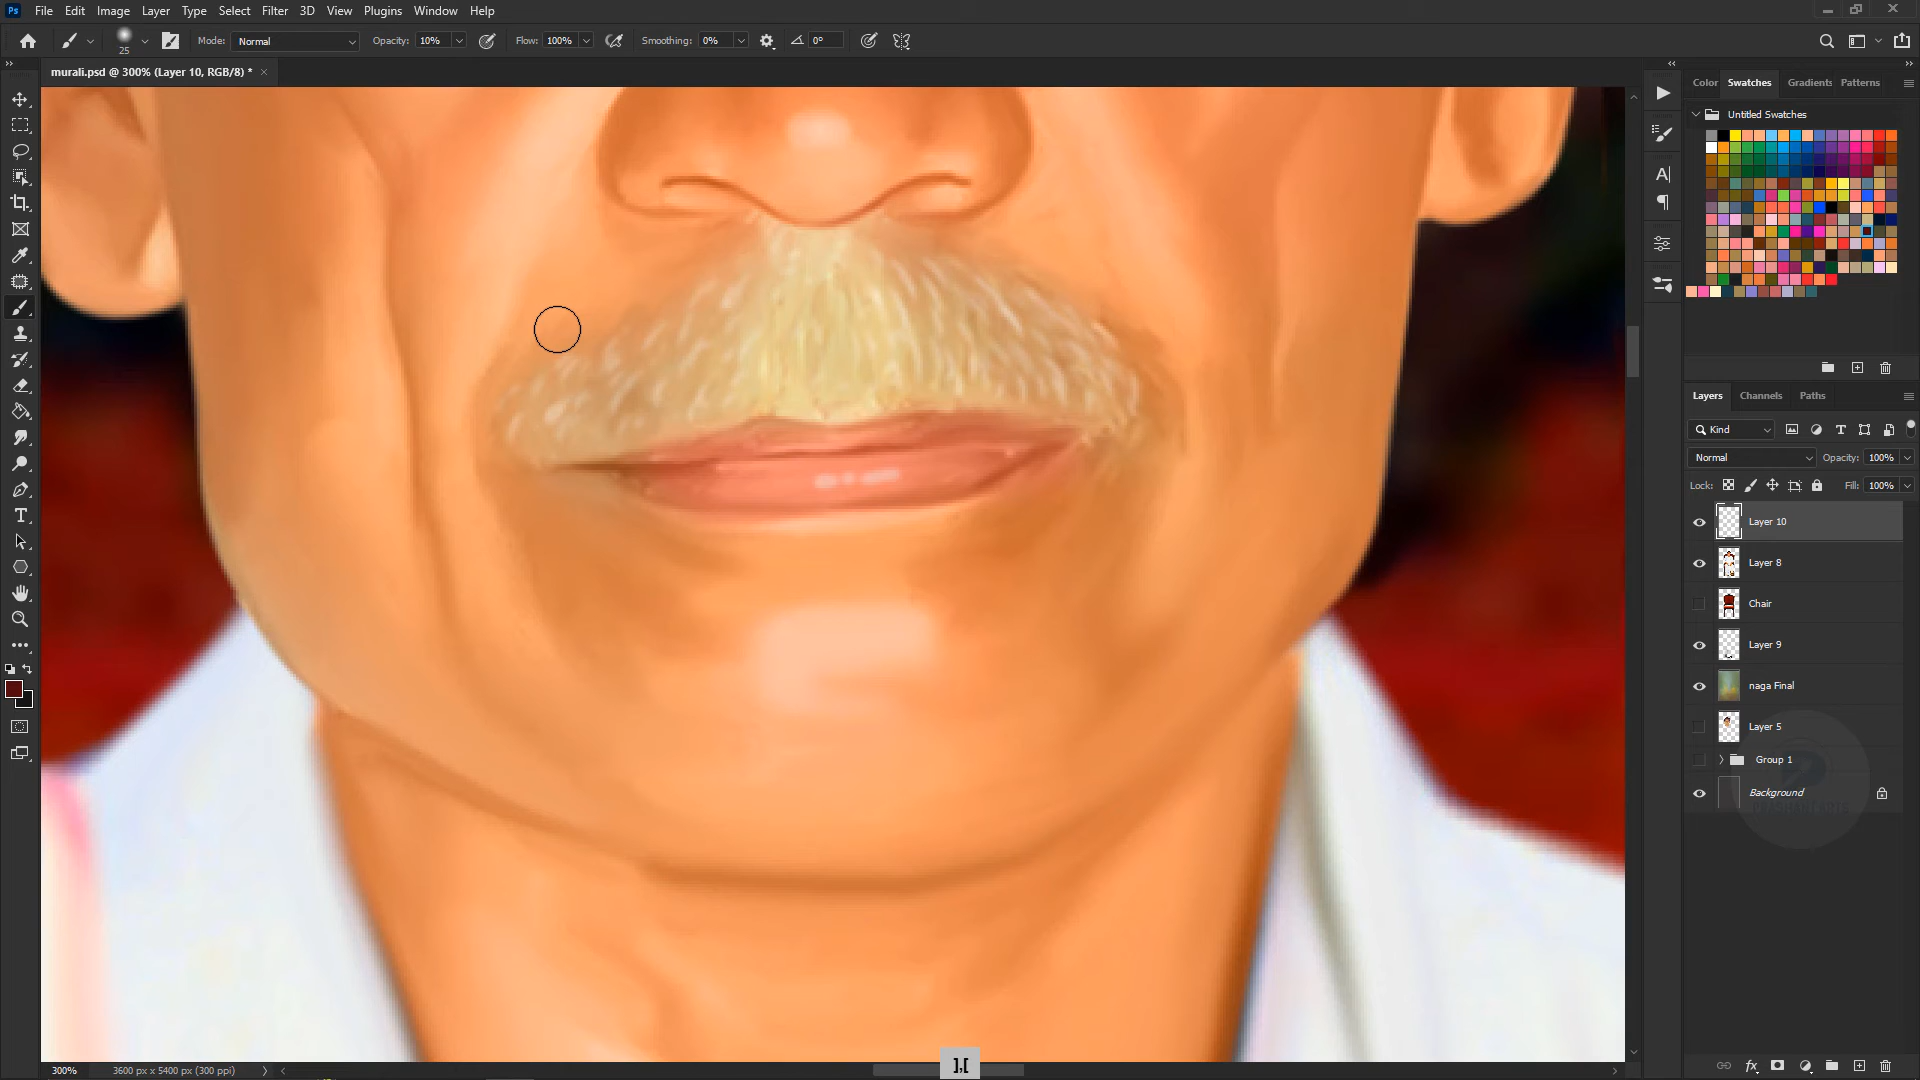 Ps File Edit Image Layer Type Select Filter 3D View Plugins Window Help
25 Mode: Normal Opacity: 10% Flow: 100% Smoothing: 0% 0°
murali.psd @ 300% (Layer 10, RGB/8) * ×
Color Swatches Gradients Patterns
Untitled Swatches
Layers Channels Paths
Kind
Normal Opacity: 100%
Lock: Fill: 100%
Layer 10
Layer 8
Chair
Layer 9
naga Final
Layer 5
Group 1
Background
300% 3600 px x 5400 px (300 ppi)
],[